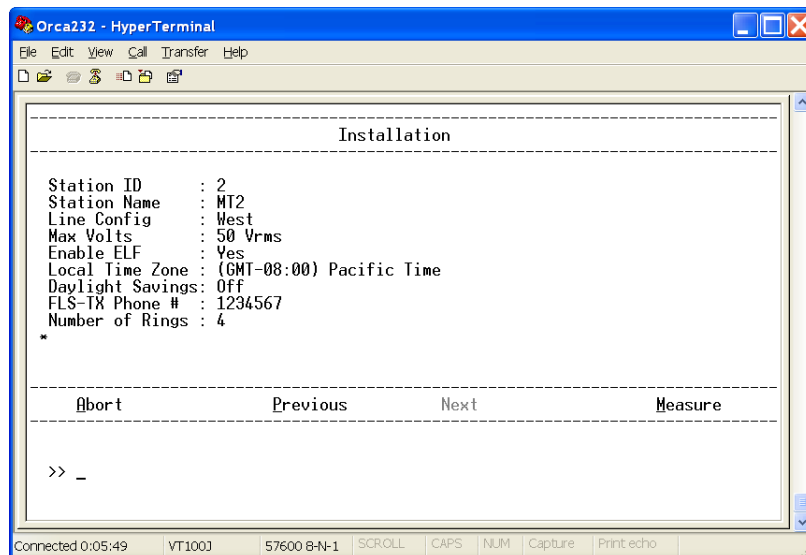 Orca232 - HyperTerminal
File Edit View Call Transfer Help
Installation
Station ID : 2
Station Name : MT2
Line Config : West
Max Volts : 50 Vrms
Enable ELF : Yes
Local Time Zone : (GMT-08:00) Pacific Time
Daylight Savings: Off
FLS-TX Phone # : 1234567
Number of Rings : 4
*
Abort Previous Next Measure
>> _
Connected 0:05:49 VT100J 57600 8-N-1 SCROLL CAPS NUM Capture Print echo